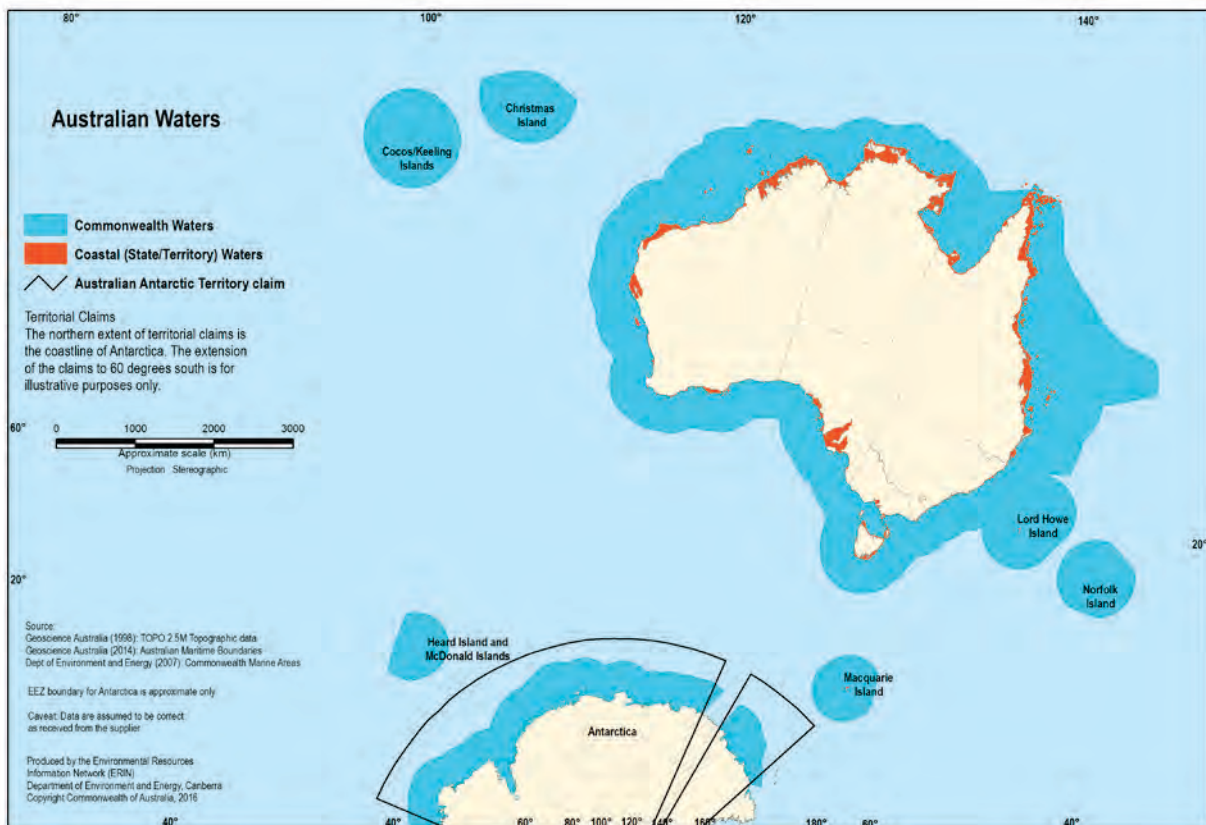 80°
100°
120°
140°
Australian Waters
Christmas
Island
Cocos/Keeling
Islands
Commonwealth Waters
Coastal (State/Territory) Waters
Australian Antarctic Territory claim
Territorial Claims
The northern extent of territorial claims is
the coastline of Antarctica. The extension
of the claims to 60 degrees south is for
illustrative purposes only.
60°
0 1000 2000 3000
Approximate scale (km)
Projection Stereographic
Lord Howe
Island
20°
20°
Norfolk
Island
Source:
Geoscience Australia (1998): TOPO 2.5M Topographic data
Geoscience Australia (2014): Australian Maritime Boundaries
Dept of Environment and Energy (2007): Commonwealth Marine Areas
Heard Island and
McDonald Islands
EEZ boundary for Antarctica is approximate only
Macquarie
Island
Caveat: Data are assumed to be correct
as received from the supplier
Antarctica
Produced by the Environmental Resources
Information Network (ERIN)
Department of Environment and Energy, Canberra
Copyright Commonwealth of Australia, 2016
40° 40° 60° 80° 100° 120° 140° 160° 180° 60° 40°